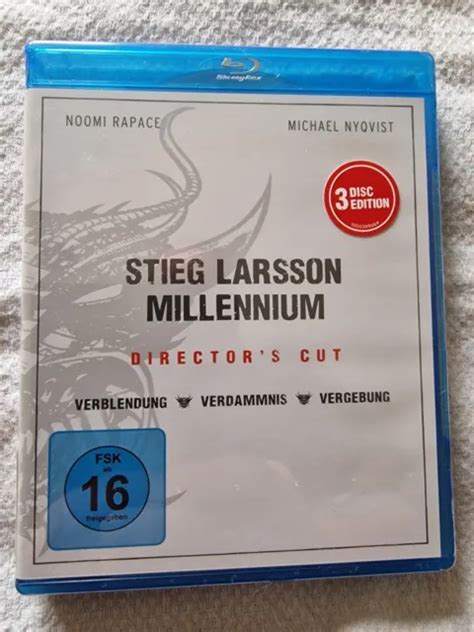 Blu-ray Disc
NOOMI RAPACE
MICHAEL NYQVIST
3 DISC
EDITION
STIEG LARSSON
MILLENNIUM
DIRECTOR'S CUT
VERBLENDUNG VERDAMMNIS VERGEBUNG
FSK
ab
16
freigegeben